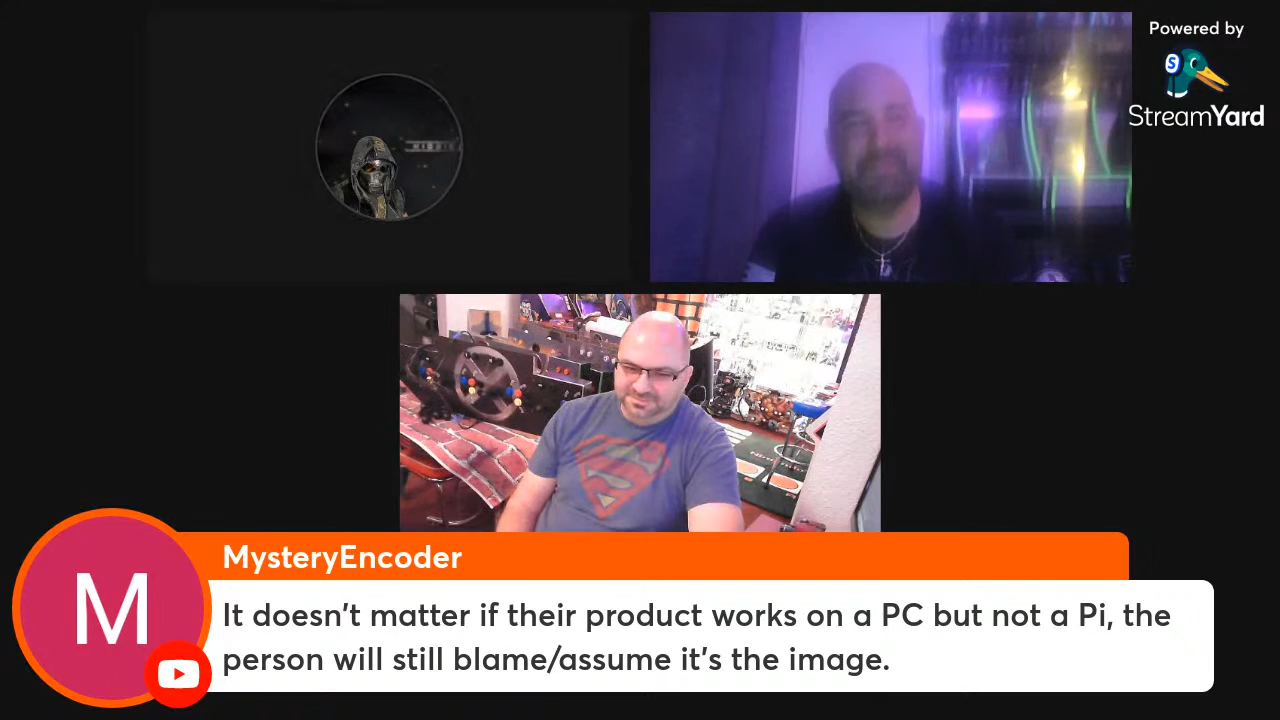 Powered by
StreamYard
MysteryEncoder
M
It doesn't matter if their product works on a PC but not a Pi, the
person will still blame/assume it's the image.